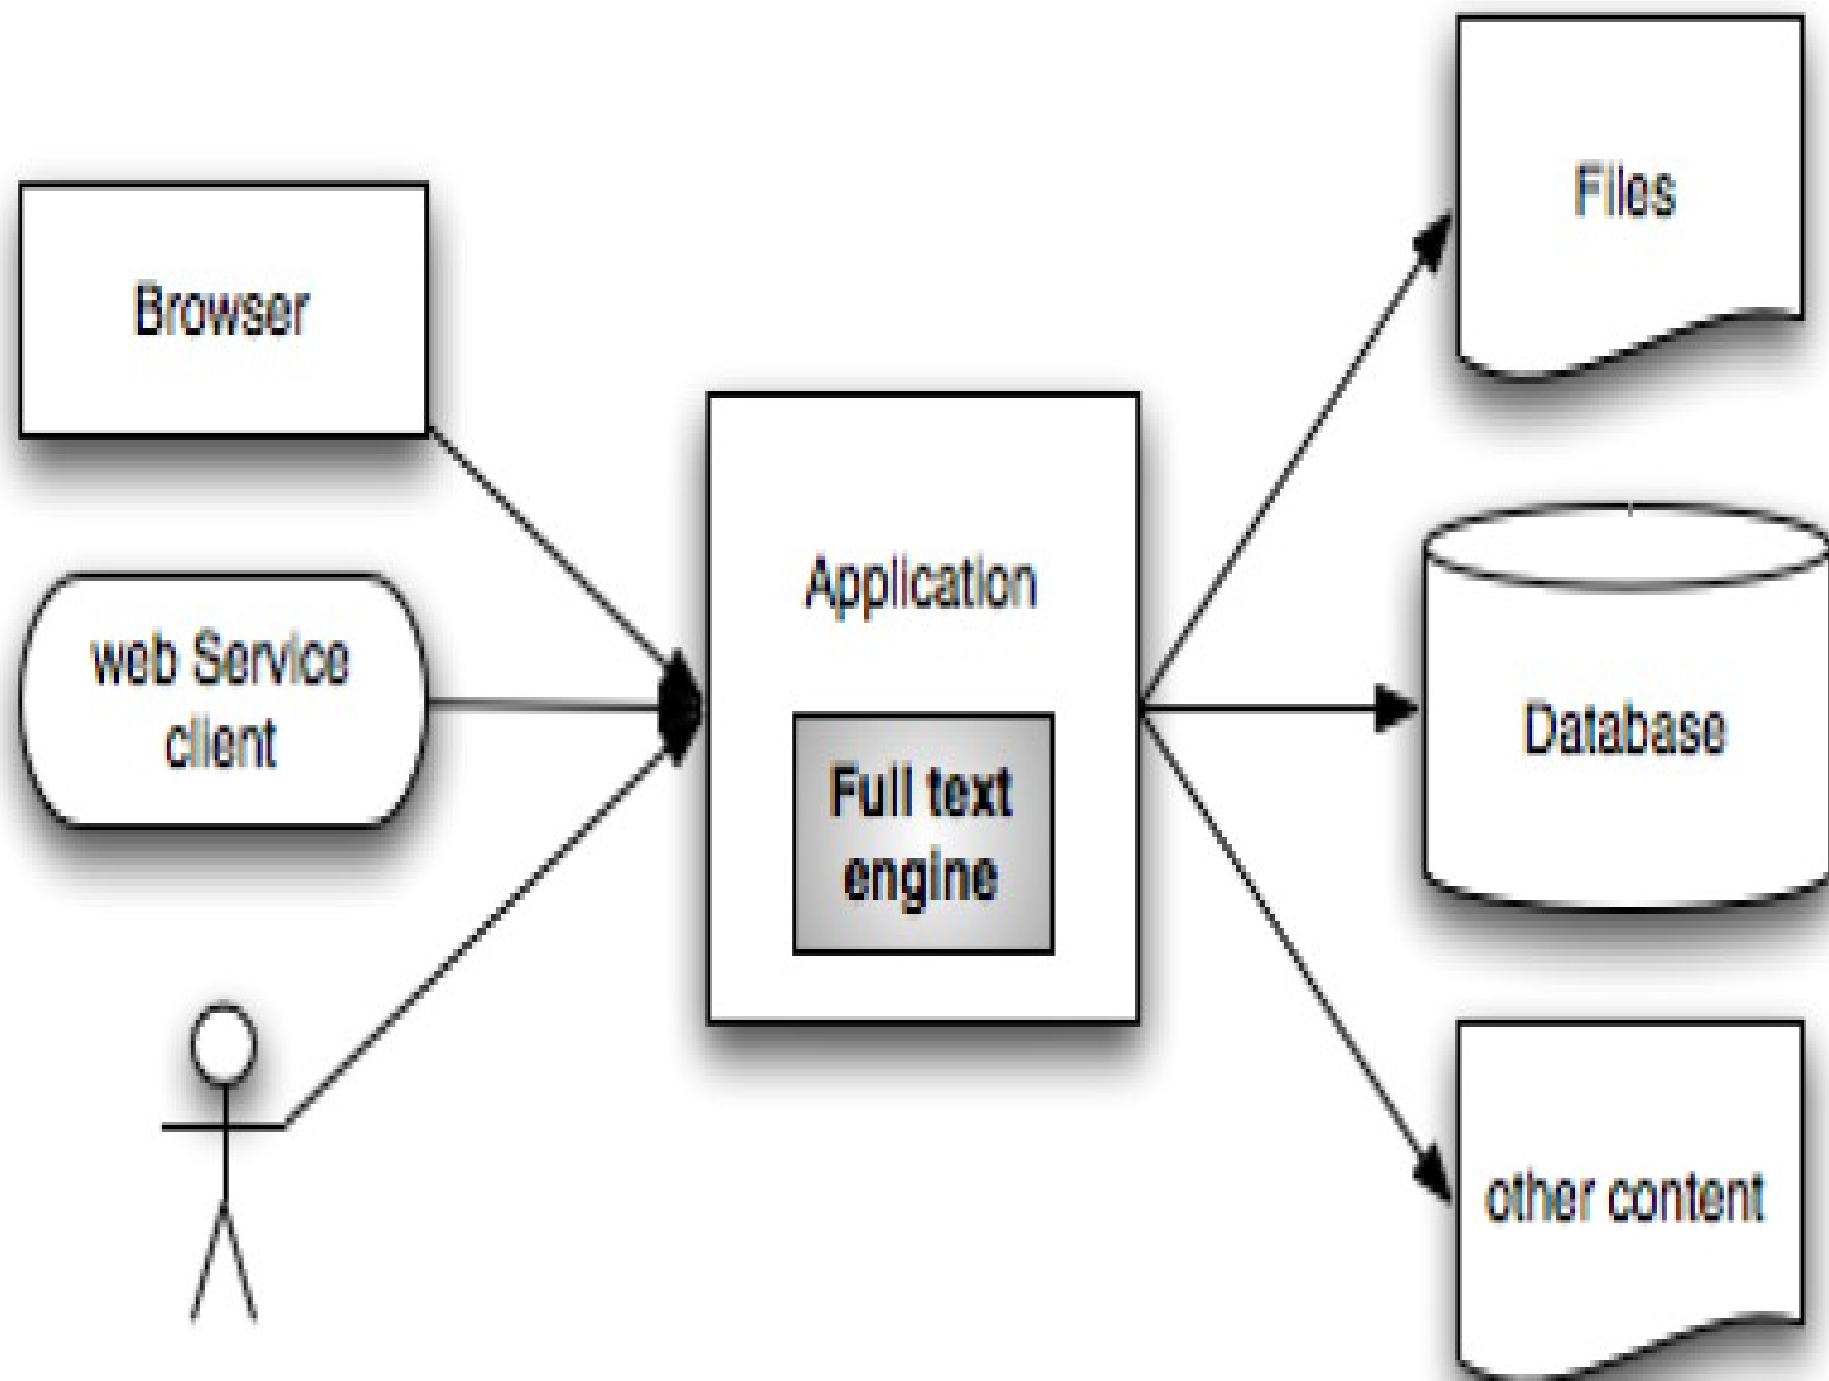 Browser
web Service
client
Application
Full text
engine
Files
Database
other content